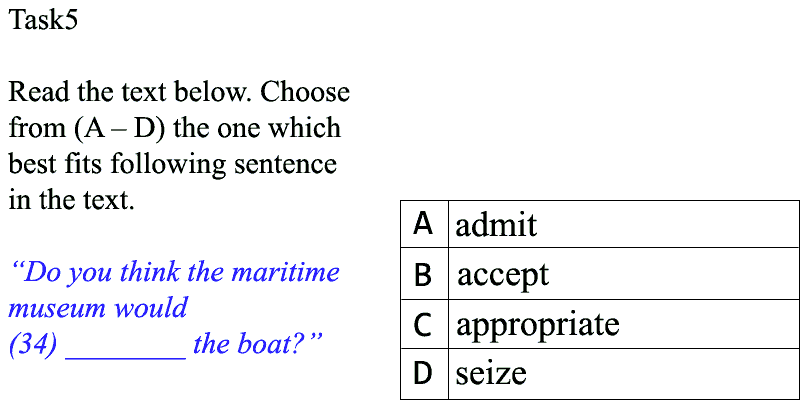 Task5
Read the text below. Choose
from (A – D) the one which
best fits following sentence
in the text.
“Do you think the maritime
museum would
(34) ________ the boat?”
A admit
B accept
C appropriate
D seize